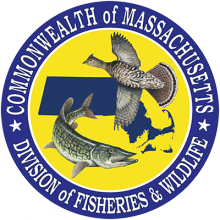 COMMONWEALTH of MASSACHUSETTS
DIVISION of FISHERIES & WILDLIFE